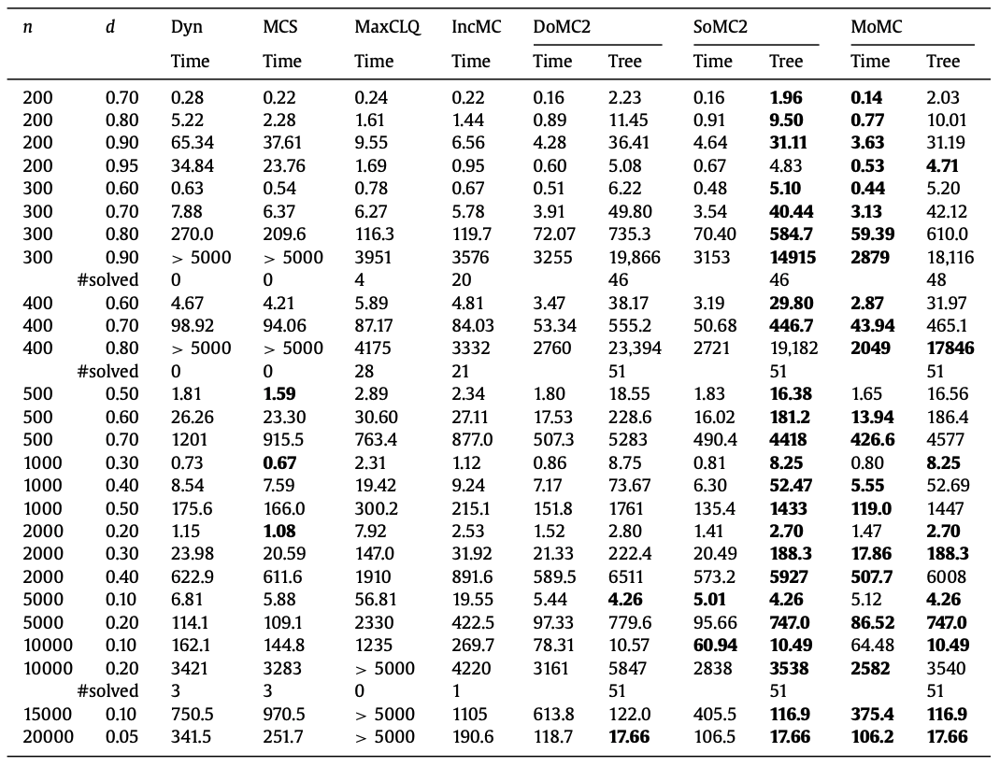 n d Dyn MCS MaxCLQ IncMC DoMC2 SoMC2 MoMC
Time Time Time Time Time Tree Time Tree Time Tree
200 0.70 0.28 0.22 0.24 0.22 0.16 2.23 0.16 1.96 0.14 2.03
200 0.80 5.22 2.28 1.61 1.44 0.89 11.45 0.91 9.50 0.77 10.01
200 0.90 65.34 37.61 9.55 6.56 4.28 36.41 4.64 31.11 3.63 31.19
200 0.95 34.84 23.76 1.69 0.95 0.60 5.08 0.67 4.83 0.53 4.71
300 0.60 0.63 0.54 0.78 0.67 0.51 6.22 0.48 5.10 0.44 5.20
300 0.70 7.88 6.37 6.27 5.78 3.91 49.80 3.54 40.44 3.13 42.12
300 0.80 270.0 209.6 116.3 119.7 72.07 735.3 70.40 584.7 59.39 610.0
300 0.90 > 5000 > 5000 3951 3576 3255 19,866 3153 14915 2879 18,116
#solved 0 0 4 20 46 46 48
400 0.60 4.67 4.21 5.89 4.81 3.47 38.17 3.19 29.80 2.87 31.97
400 0.70 98.92 94.06 87.17 84.03 53.34 555.2 50.68 446.7 43.94 465.1
400 0.80 > 5000 > 5000 4175 3332 2760 23,394 2721 19,182 2049 17846
#solved 0 0 28 21 51 51 51
500 0.50 1.81 1.59 2.89 2.34 1.80 18.55 1.83 16.38 1.65 16.56
500 0.60 26.26 23.30 30.60 27.11 17.53 228.6 16.02 181.2 13.94 186.4
500 0.70 1201 915.5 763.4 877.0 507.3 5283 490.4 4418 426.6 4577
1000 0.30 0.73 0.67 2.31 1.12 0.86 8.75 0.81 8.25 0.80 8.25
1000 0.40 8.54 7.59 19.42 9.24 7.17 73.67 6.30 52.47 5.55 52.69
1000 0.50 175.6 166.0 300.2 215.1 151.8 1761 135.4 1433 119.0 1447
2000 0.20 1.15 1.08 7.92 2.53 1.52 2.80 1.41 2.70 1.47 2.70
2000 0.30 23.98 20.59 147.0 31.92 21.33 222.4 20.49 188.3 17.86 188.3
2000 0.40 622.9 611.6 1910 891.6 589.5 6511 573.2 5927 507.7 6008
5000 0.10 6.81 5.88 56.81 19.55 5.44 4.26 5.01 4.26 5.12 4.26
5000 0.20 114.1 109.1 2330 422.5 97.33 779.6 95.66 747.0 86.52 747.0
10000 0.10 162.1 144.8 1235 269.7 78.31 10.57 60.94 10.49 64.48 10.49
10000 0.20 3421 3283 > 5000 4220 3161 5847 2838 3538 2582 3540
#solved 3 3 0 1 51 51 51
15000 0.10 750.5 970.5 > 5000 1105 613.8 122.0 405.5 116.9 375.4 116.9
20000 0.05 341.5 251.7 > 5000 190.6 118.7 17.66 106.5 17.66 106.2 17.66